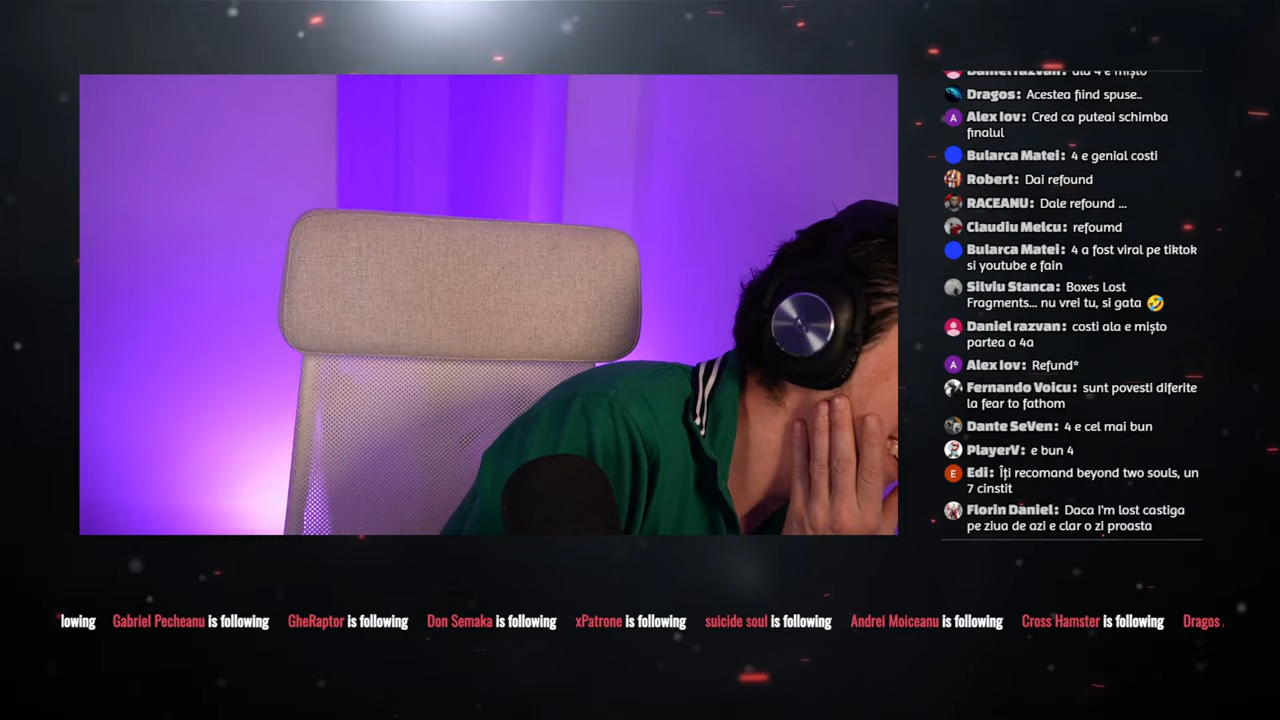 Daniel razvan: ala 4 e mișto
Dragos: Acestea fiind spuse..
Alex Iov: Cred ca puteai schimba
finalul
Bularca Matei: 4 e genial costi
Robert: Dai refound
RACEANU: Dale refound ...
Claudiu Melcu: refoumd
Bularca Matei: 4 a fost viral pe tiktok
si youtube e fain
Silviu Stanca: Boxes Lost
Fragments... nu vrei tu, si gata 🤣
Daniel razvan: costi ala e mișto
partea a 4a
A
Alex Iov: Refund*
Fernando Voicu: sunt povesti diferite
la fear to fathom
Dante SeVen: 4 e cel mai bun
PlayerV: e bun 4
E
Edi: Îți recomand beyond two souls, un
7 cinstit
Florin Daniel: Daca I'm lost castiga
pe ziua de azi e clar o zi proasta
lowing Gabriel Pecheanu is following GheRaptor is following Don Semaka is following xPatrone is following suicide soul is following Andrei Moiceanu is following Cross Hamster is following Dragos